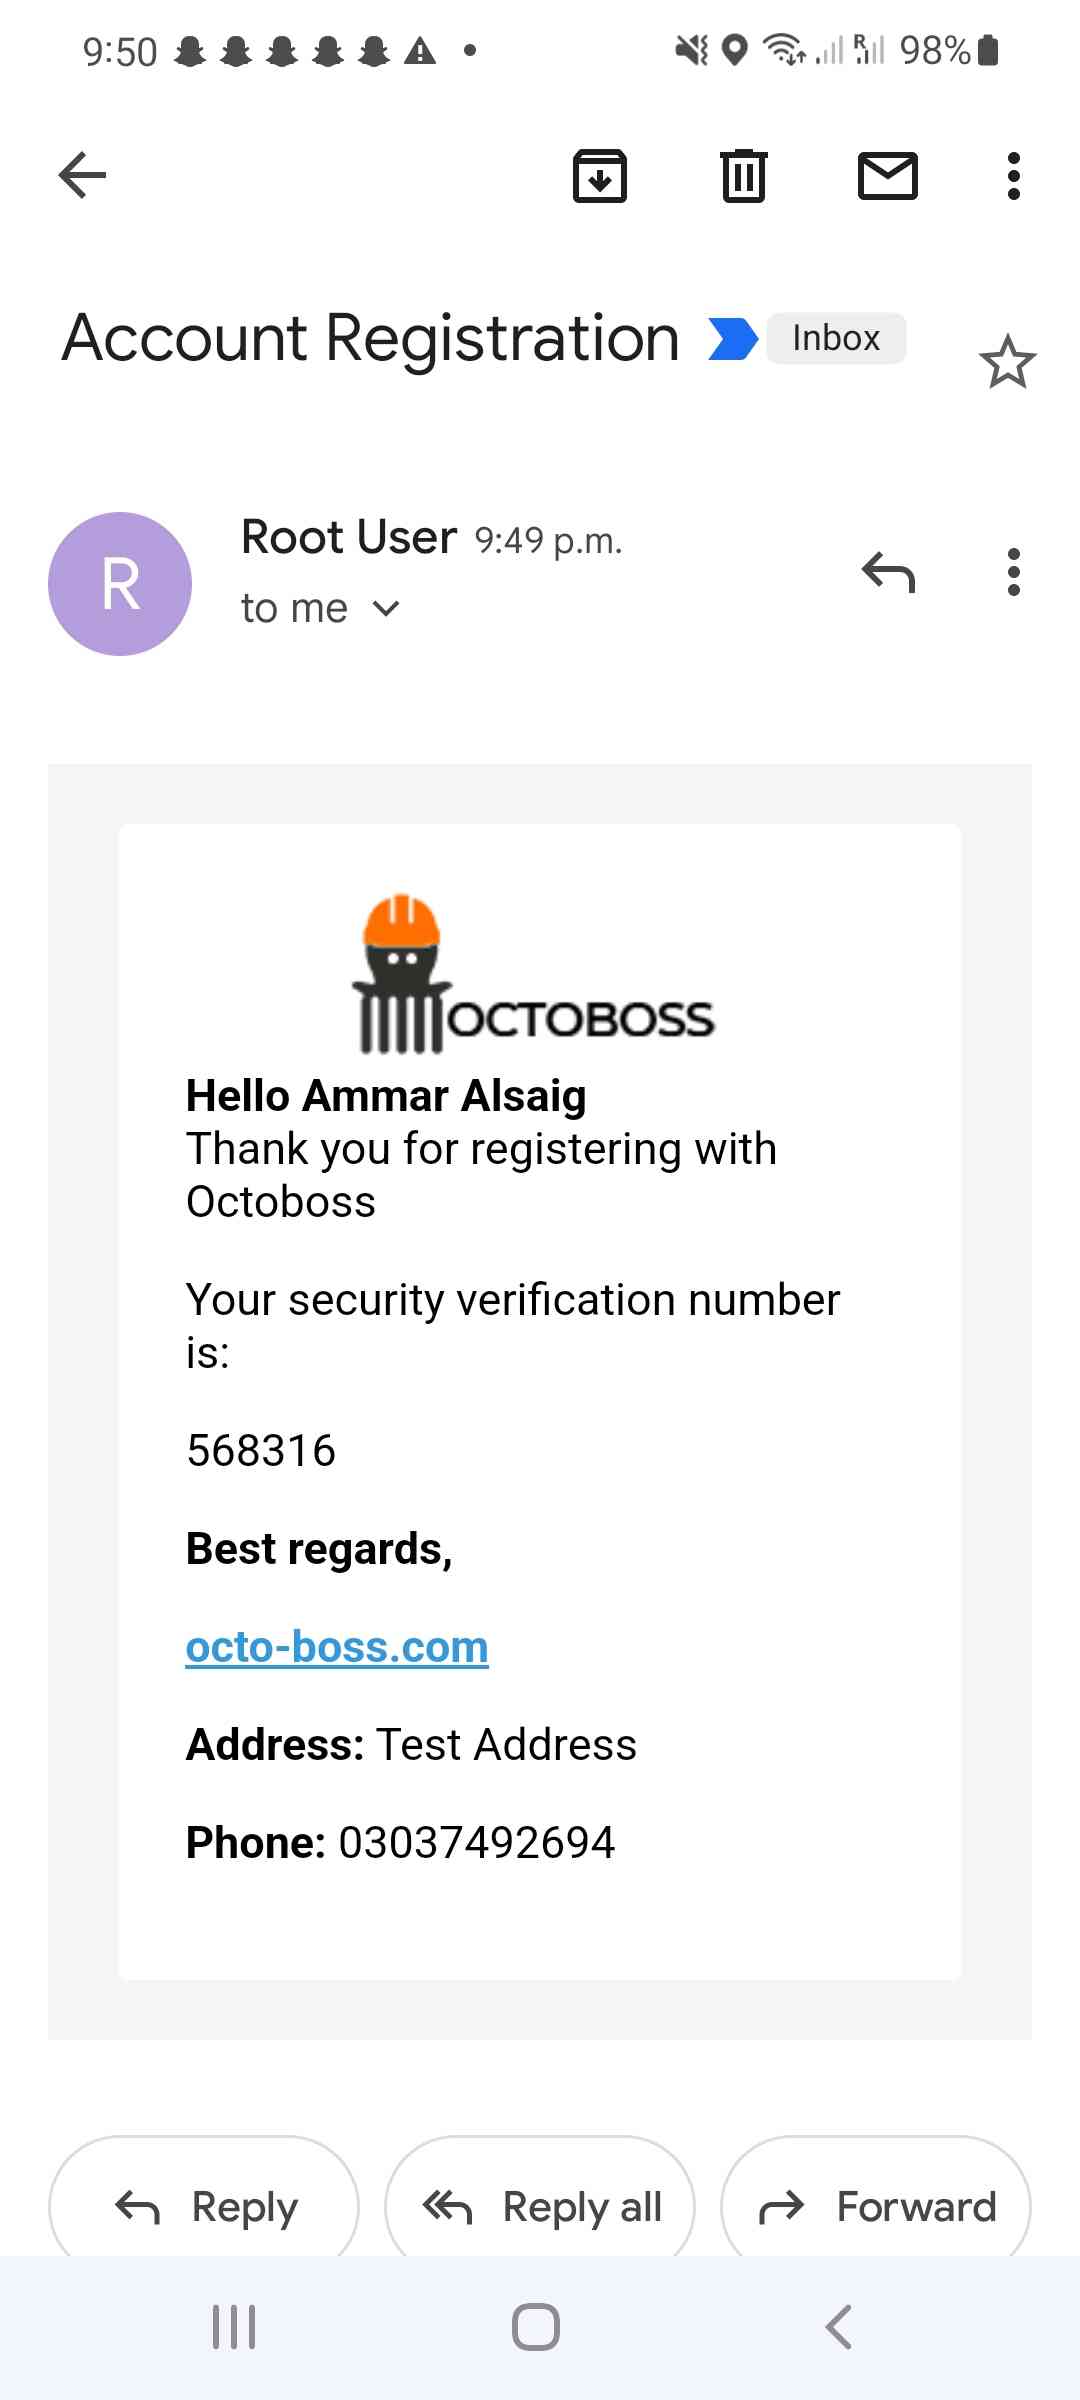 9:50
R 98%
Account Registration Inbox
R
Root User 9:49 p.m.
to me
OCTOBOSS
Hello Ammar Alsaig
Thank you for registering with
Octoboss
Your security verification number
is:
568316
Best regards,
octo-boss.com
Address: Test Address
Phone: 03037492694
Reply Reply all Forward